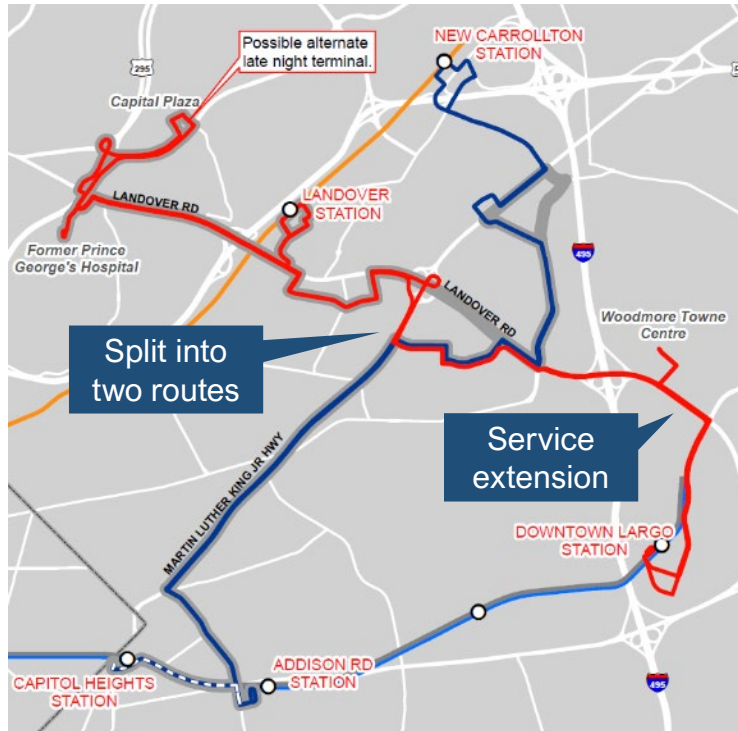 Possible alternate
late night terminal.
NEW CARROLLTON
STATION
295
Capital Plaza
LANDOVER RD
LANDOVER
STATION
Former Prince
George's Hospital
495
LANDOVER RD
Woodmore Towne
Centre
Split into
two routes
Service
extension
MARTIN LUTHER KING JR HWY
DOWNTOWN LARGO
STATION
CAPITOL HEIGHTS
STATION
ADDISON RD
STATION
495